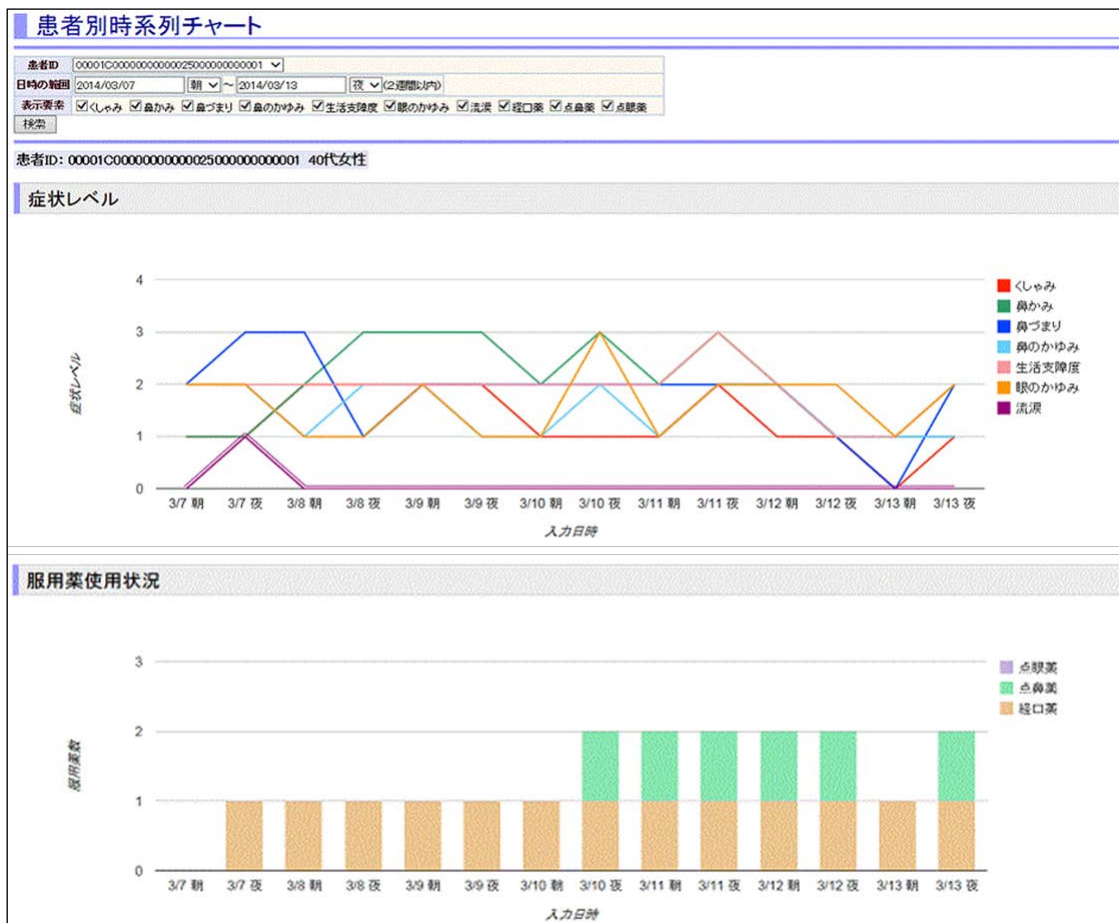 患者別時系列チャート
患者ID 00001C00000000000025000000000001
日時の範囲 2014/03/07 朝 ～ 2014/03/13 夜 (2週間以内)
表示要素 くしゃみ 鼻かみ 鼻づまり 鼻のかゆみ 生活支障度 眼のかゆみ 流涙 経口薬 点鼻薬 点眼薬
検索
患者ID: 00001C00000000000025000000000001 40代女性
症状レベル
4
3
2
1
0
症状レベル
くしゃみ
鼻かみ
鼻づまり
鼻のかゆみ
生活支障度
眼のかゆみ
流涙
3/7 朝 3/7 夜 3/8 朝 3/8 夜 3/9 朝 3/9 夜 3/10 朝 3/10 夜 3/11 朝 3/11 夜 3/12 朝 3/12 夜 3/13 朝 3/13 夜
入力日時
服用薬使用状況
3
2
1
0
服用薬数
点眼薬
点鼻薬
経口薬
3/7 朝 3/7 夜 3/8 朝 3/8 夜 3/9 朝 3/9 夜 3/10 朝 3/10 夜 3/11 朝 3/11 夜 3/12 朝 3/12 夜 3/13 朝 3/13 夜
入力日時